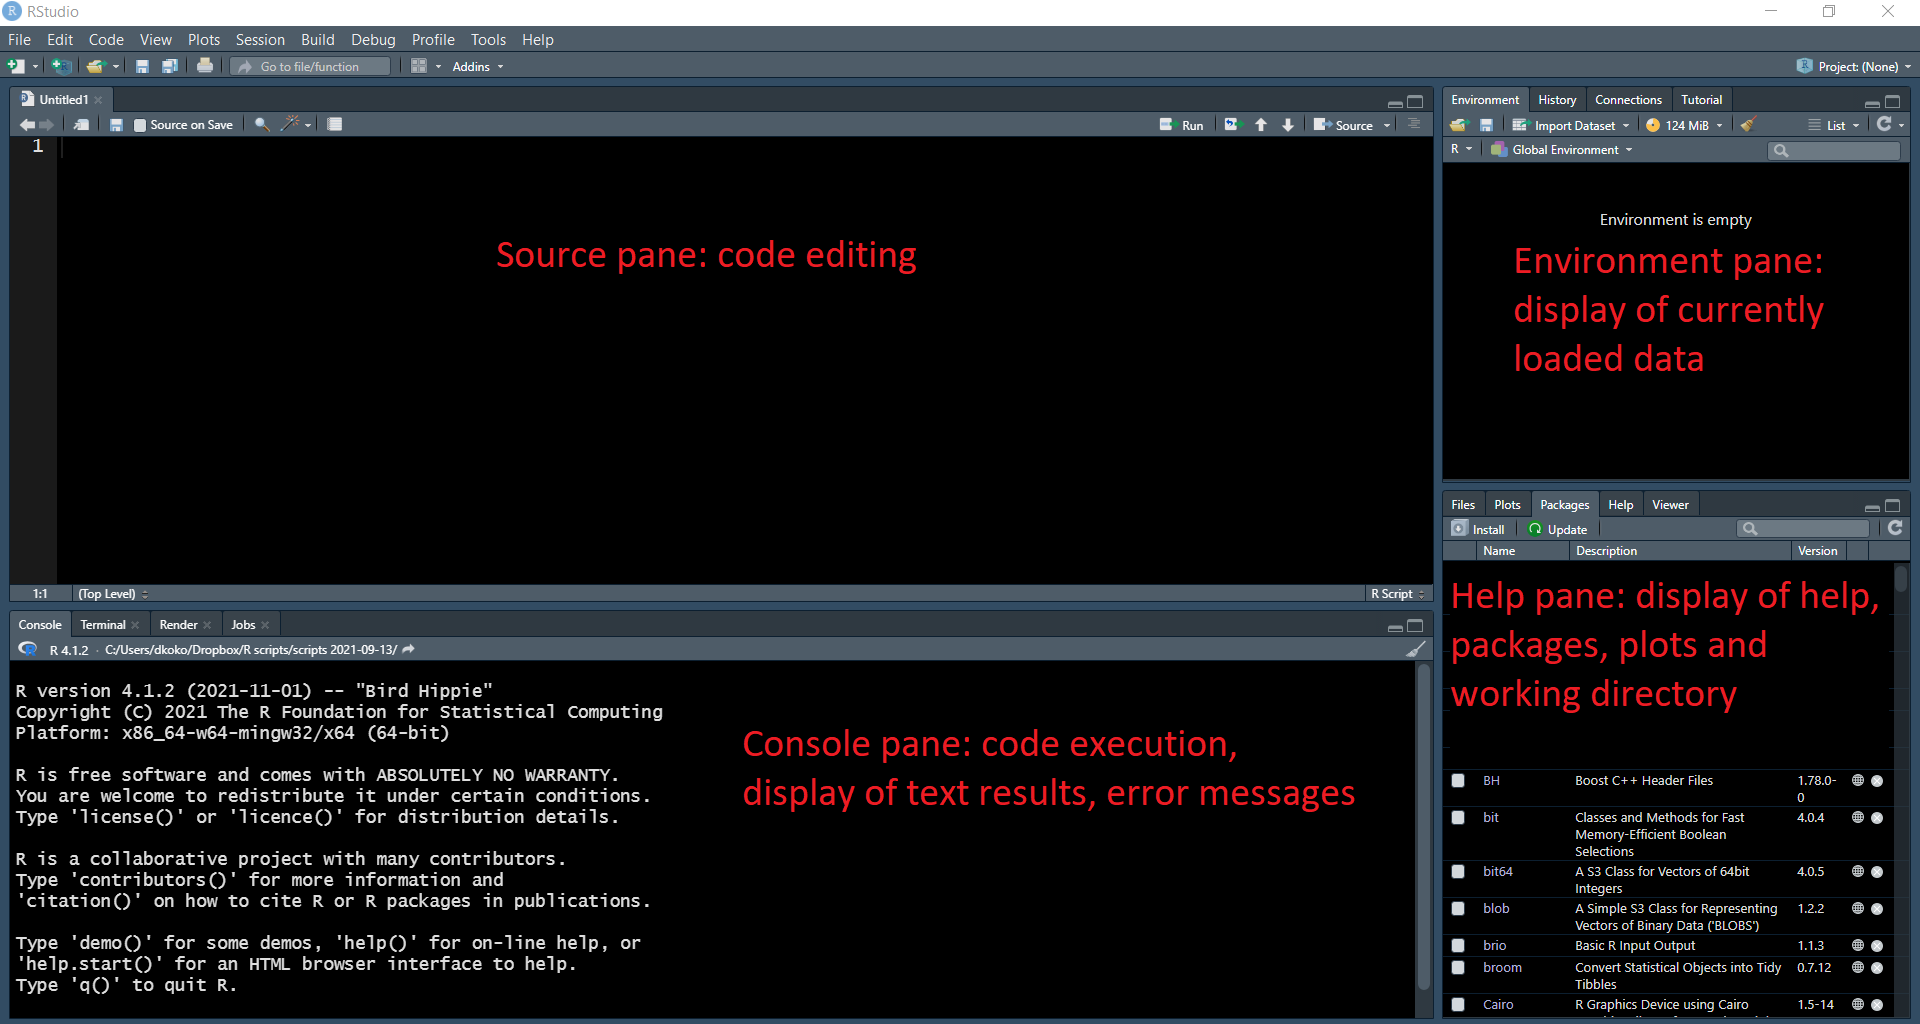 RStudio
File Edit Code View Plots Session Build Debug Profile Tools Help
Go to file/function Addins Project: (None)
Untitled1
Source on Save Run Source
1
Source pane: code editing
1:1 (Top Level) R Script
Console Terminal Render Jobs
R 4.1.2 · C:/Users/dkoko/Dropbox/R scripts/scripts 2021-09-13/
R version 4.1.2 (2021-11-01) -- "Bird Hippie"
Copyright (C) 2021 The R Foundation for Statistical Computing
Platform: x86_64-w64-mingw32/x64 (64-bit)
R is free software and comes with ABSOLUTELY NO WARRANTY.
You are welcome to redistribute it under certain conditions.
Type 'license()' or 'licence()' for distribution details.
R is a collaborative project with many contributors.
Type 'contributors()' for more information and
'citation()' on how to cite R or R packages in publications.
Type 'demo()' for some demos, 'help()' for on-line help, or
'help.start()' for an HTML browser interface to help.
Type 'q()' to quit R.
Console pane: code execution,
display of text results, error messages
Environment History Connections Tutorial
Import Dataset 124 MiB List
R Global Environment
Environment is empty
Environment pane:
display of currently
loaded data
Files Plots Packages Help Viewer
Install Update
Name Description Version
Help pane: display of help,
packages, plots and
working directory
BH Boost C++ Header Files 1.78.0-
0
bit Classes and Methods for Fast 4.0.4
Memory-Efficient Boolean
Selections
bit64 A S3 Class for Vectors of 64bit 4.0.5
Integers
blob A Simple S3 Class for Representing 1.2.2
Vectors of Binary Data ('BLOBS')
brio Basic R Input Output 1.1.3
broom Convert Statistical Objects into Tidy 0.7.12
Tibbles
Cairo R Graphics Device using Cairo 1.5-14